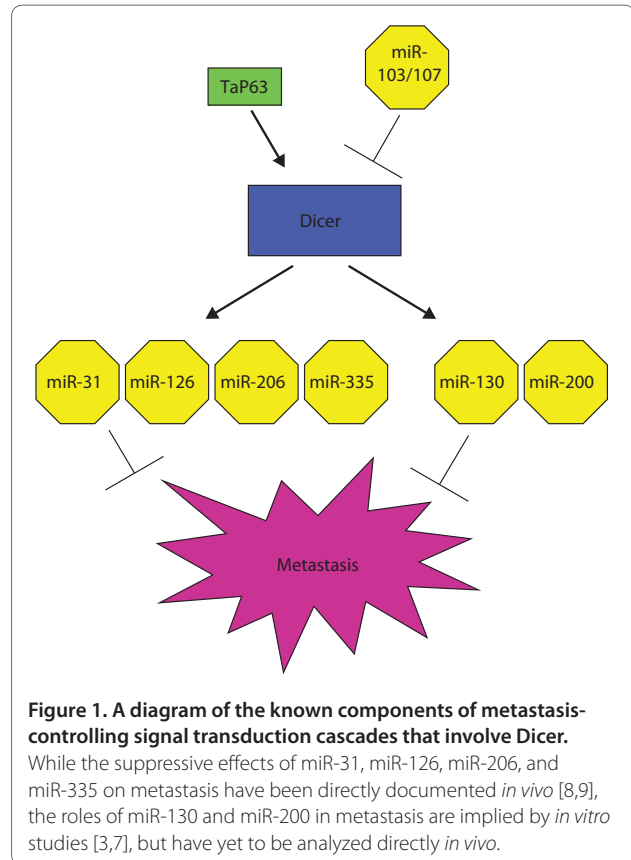 miR-
103/107
TaP63
Dicer
miR-31 miR-126 miR-206 miR-335 miR-130 miR-200
Metastasis
Figure 1. A diagram of the known components of metastasis-
controlling signal transduction cascades that involve Dicer.
While the suppressive effects of miR-31, miR-126, miR-206, and
miR-335 on metastasis have been directly documented in vivo [8,9],
the roles of miR-130 and miR-200 in metastasis are implied by in vitro
studies [3,7], but have yet to be analyzed directly in vivo.